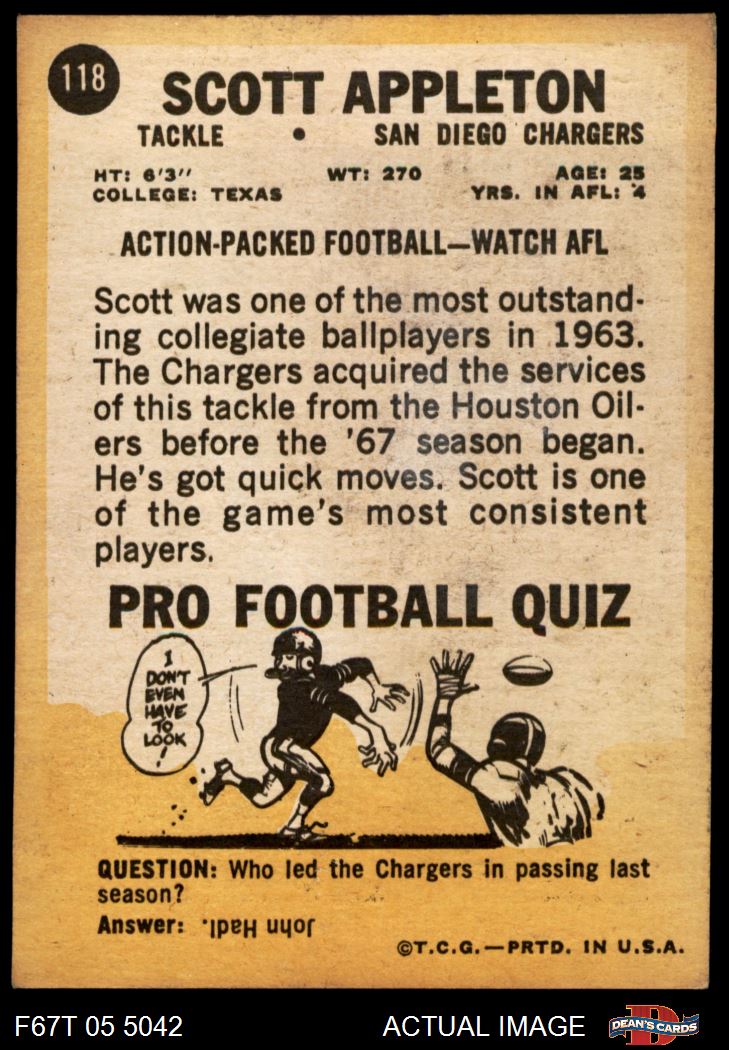 118
SCOTT APPLETON
TACKLE • SAN DIEGO CHARGERS
HT: 6'3" WT: 270 AGE: 25
COLLEGE: TEXAS YRS. IN AFL: 4
ACTION-PACKED FOOTBALL—WATCH AFL
Scott was one of the most outstand-
ing collegiate ballplayers in 1963.
The Chargers acquired the services
of this tackle from the Houston Oil-
ers before the '67 season began.
He's got quick moves. Scott is one
of the game's most consistent
players.
PRO FOOTBALL QUIZ
I
DON'T
EVEN
HAVE
TO
LOOK
!
QUESTION: Who led the Chargers in passing last
season?
Answer: John Hadl.
©T.C.G.—PRTD. IN U.S.A.
F67T 05 5042 ACTUAL IMAGE D DEAN'S CARDS